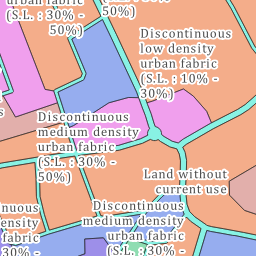 urban fabric
(S.L. : 30% -
50%)
50%)
Discontinuous
low density
urban fabric
(S.L. : 10% -
30%)
s
Discontinuous
medium density
urban fabric
(S.L. : 30% -
50%)
Land without
current use
nuous
density
fabric
30% -
Discontinuous
medium density
urban fabric
(S.L. : 30% -